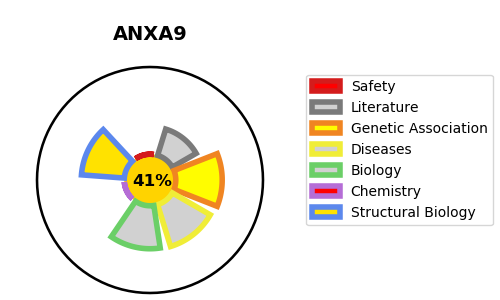 ANXA9
41%
Safety
Literature
Genetic Association
Diseases
Biology
Chemistry
Structural Biology